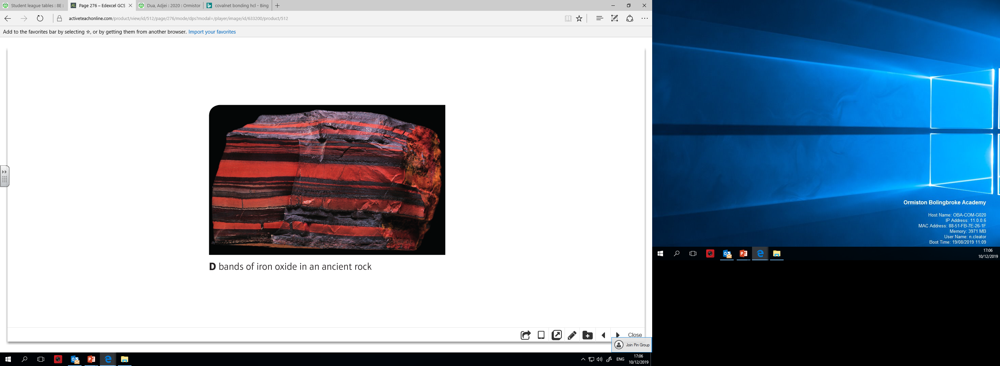 Student league tables : 8E :
Page 276 – Edexcel GCS
Dua, Adjei : 2020 : Ormistor
covalnet bonding hcl - Bing
activeteachonline.com/product/view/id/512/page/276/mode/dps?modal=/player/image/id/633200/product/512
Add to the favorites bar by selecting ☆, or by getting them from another browser. Import your favorites
D bands of iron oxide in an ancient rock
Close
Join Pin Group
ENG
17:06
10/12/2019
Ormiston Bolingbroke Academy
Host Name: OBA-COM-G020
IP Address: 11.0.0.6
MAC Address: 88-51-FB-7E-26-1F
Memory: 3971 MB
User Name: n.cleator
Boot Time: 19/08/2019 11:09
17:06
10/12/2019